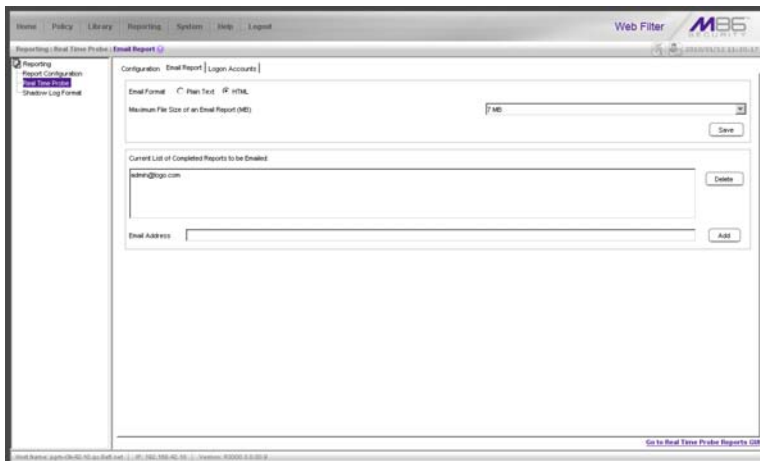 Home Policy Library Reporting System Help Logout
Web Filter
M86
SECURITY
Reporting : Real Time Probe : Email Report
Reporting
Report Configuration
Real Time Probe
Shadow Log Format
Configuration Email Report Logon Accounts
Email Format Plain Text HTML
Maximum File Size of an Email Report (MB) 7 MB
Save
Current List of Completed Reports to be Emailed
admin@logo.com
Delete
Email Address Add
Go to Real Time Probe Reports GUI